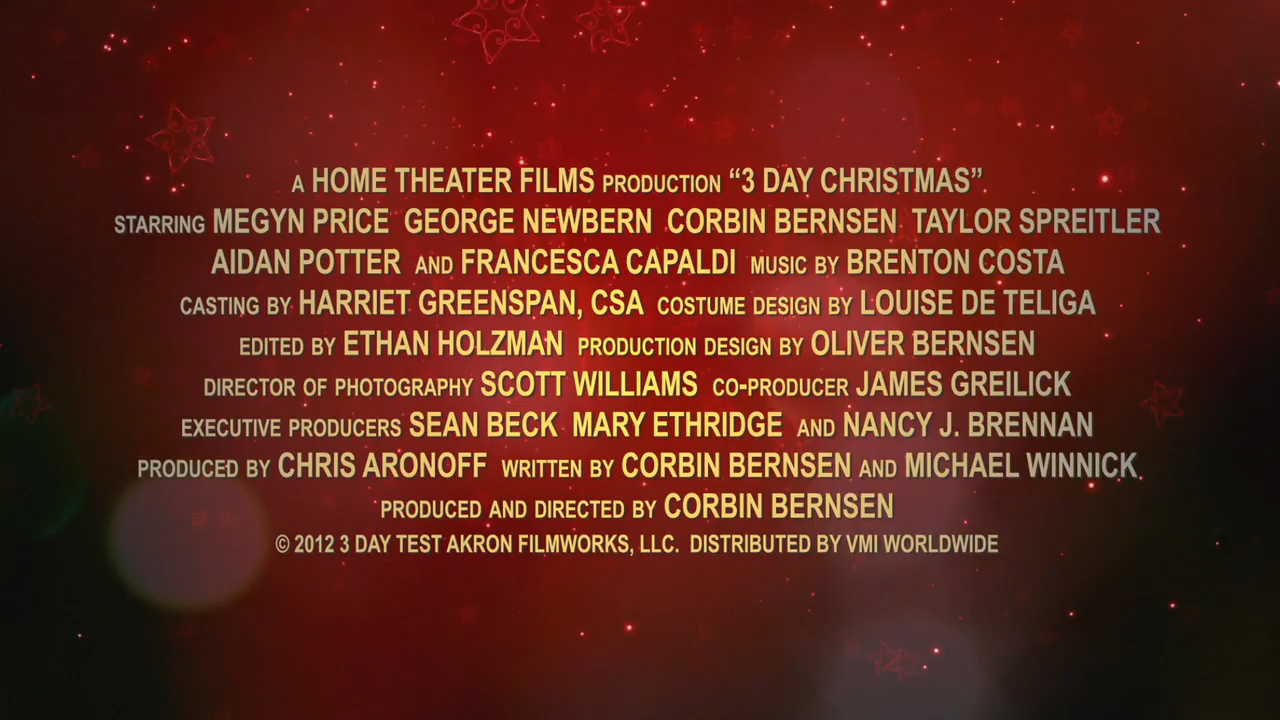 A HOME THEATER FILMS PRODUCTION “3 DAY CHRISTMAS”
STARRING MEGYN PRICE GEORGE NEWBERN CORBIN BERNSEN TAYLOR SPREITLER
AIDAN POTTER AND FRANCESCA CAPALDI MUSIC BY BRENTON COSTA
CASTING BY HARRIET GREENSPAN, CSA COSTUME DESIGN BY LOUISE DE TELIGA
EDITED BY ETHAN HOLZMAN PRODUCTION DESIGN BY OLIVER BERNSEN
DIRECTOR OF PHOTOGRAPHY SCOTT WILLIAMS CO-PRODUCER JAMES GREILICK
EXECUTIVE PRODUCERS SEAN BECK MARY ETHRIDGE AND NANCY J. BRENNAN
PRODUCED BY CHRIS ARONOFF WRITTEN BY CORBIN BERNSEN AND MICHAEL WINNICK
PRODUCED AND DIRECTED BY CORBIN BERNSEN
© 2012 3 DAY TEST AKRON FILMWORKS, LLC. DISTRIBUTED BY VMI WORLDWIDE